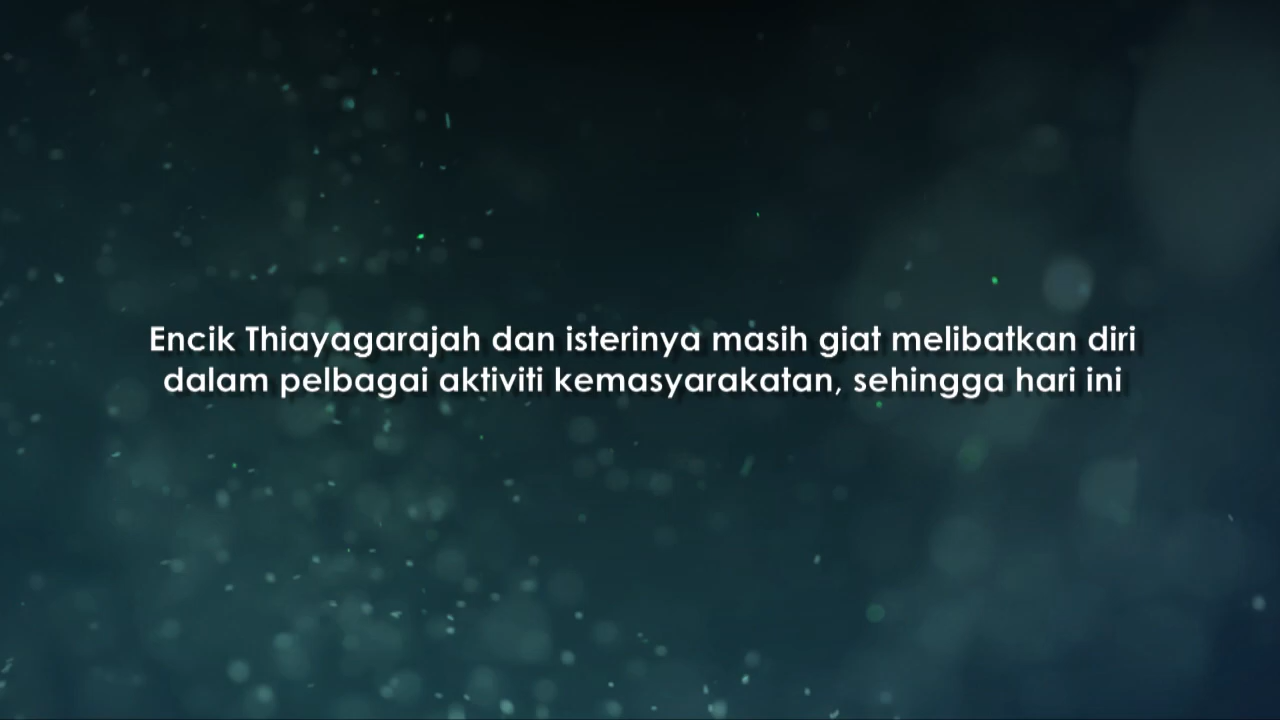 Encik Thiayagarajah dan isterinya masih giat melibatkan diri
dalam pelbagai aktiviti kemasyarakatan, sehingga hari ini